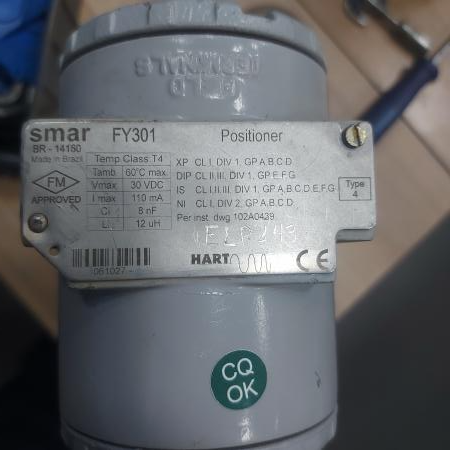 smar FY301 Positioner
BR - 14160
Made in Brazil
FM
APPROVED
Temp Class T4
Tamb 60°C max
Vmax 30 VDC
I max 110 mA
Ci 8 nF
Li 12 uH
XP CL I, DIV 1, GP A,B,C,D
DIP CL II,III, DIV 1, GP E,F,G
IS CL I,II,III, DIV 1, GP A,B,C,D,E,F,G
NI CL I, DIV 2, GP A,B,C,D
Per inst. dwg 102A0439
Type
4
HART CE
061027
CQ
OK